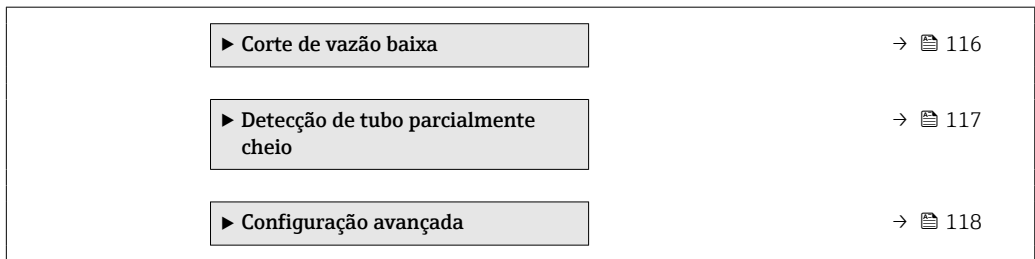 ▶ Corte de vazão baixa → 116
▶ Detecção de tubo parcialmente → 117
cheio
▶ Configuração avançada → 118